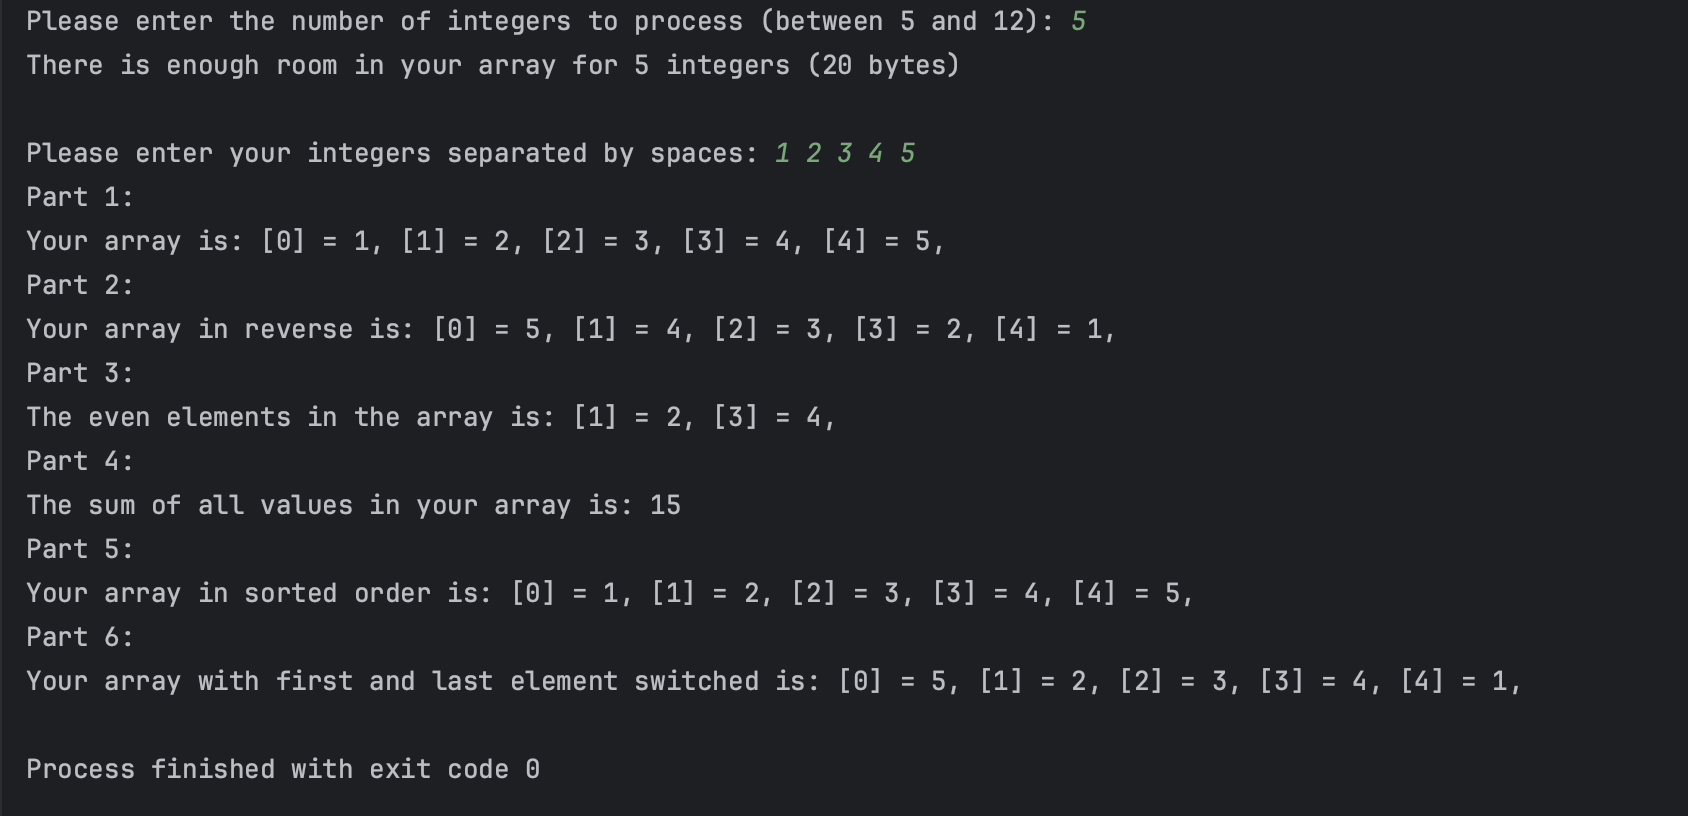 Please enter the number of integers to process (between 5 and 12): 5
There is enough room in your array for 5 integers (20 bytes)
Please enter your integers separated by spaces: 1 2 3 4 5
Part 1:
Your array is: [0] = 1, [1] = 2, [2] = 3, [3] = 4, [4] = 5,
Part 2:
Your array in reverse is: [0] = 5, [1] = 4, [2] = 3, [3] = 2, [4] = 1,
Part 3:
The even elements in the array is: [1] = 2, [3] = 4,
Part 4:
The sum of all values in your array is: 15
Part 5:
Your array in sorted order is: [0] = 1, [1] = 2, [2] = 3, [3] = 4, [4] = 5,
Part 6:
Your array with first and last element switched is: [0] = 5, [1] = 2, [2] = 3, [3] = 4, [4] = 1,
Process finished with exit code 0